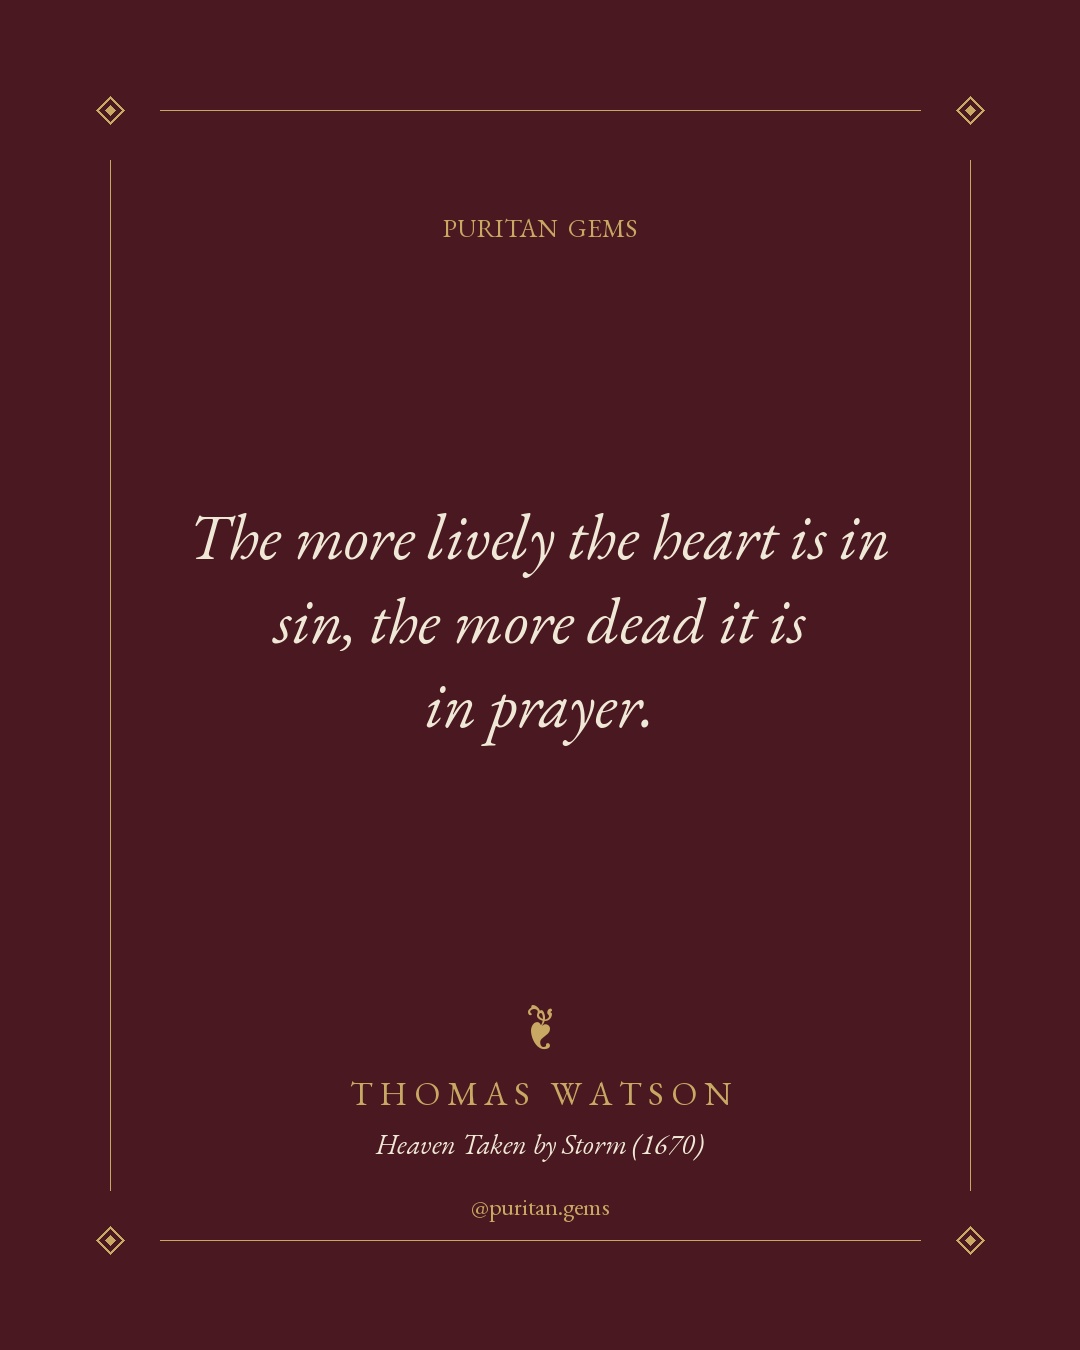 PURITAN GEMS
The more lively the heart is in
sin, the more dead it is
in prayer.
THOMAS WATSON
Heaven Taken by Storm (1670)
@puritan.gems